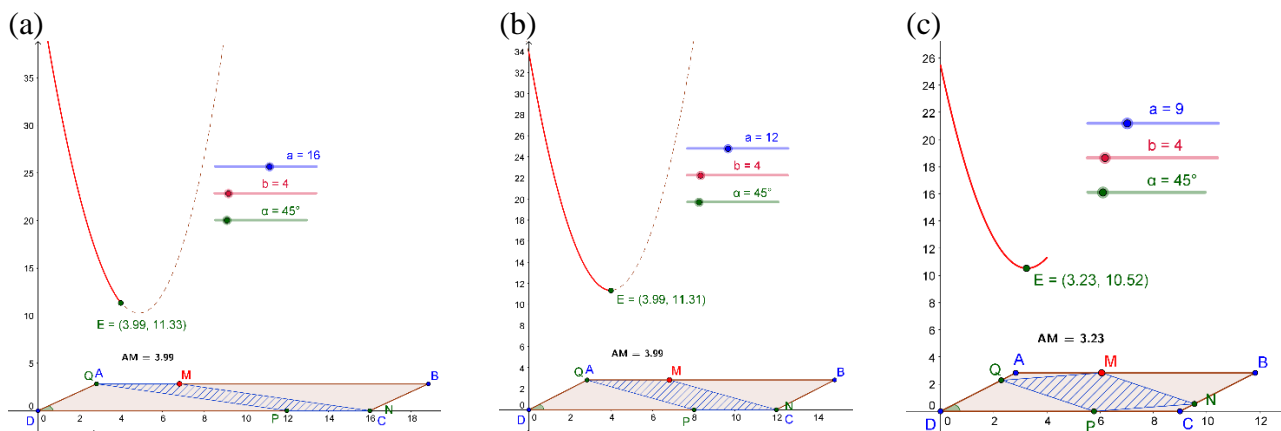 (a)
35
30
25
20
15
10
5
0
a = 16
b = 4
α = 45°
E = (3.99, 11.33)
AM = 3.99
Q A M B
D P N C
0 2 4 6 8 10 12 14 16 18
(b)
34
32
30
28
26
24
22
20
18
16
14
12
10
8
6
4
2
0
a = 12
b = 4
α = 45°
E = (3.99, 11.31)
AM = 3.99
Q A M B
D P N C
0 2 4 6 8 10 12 14
(c)
26
24
22
20
18
16
14
12
10
8
6
4
2
0
a = 9
b = 4
α = 45°
E = (3.23, 10.52)
AM = 3.23
Q A M B
D P C N
0 2 4 6 8 10 12